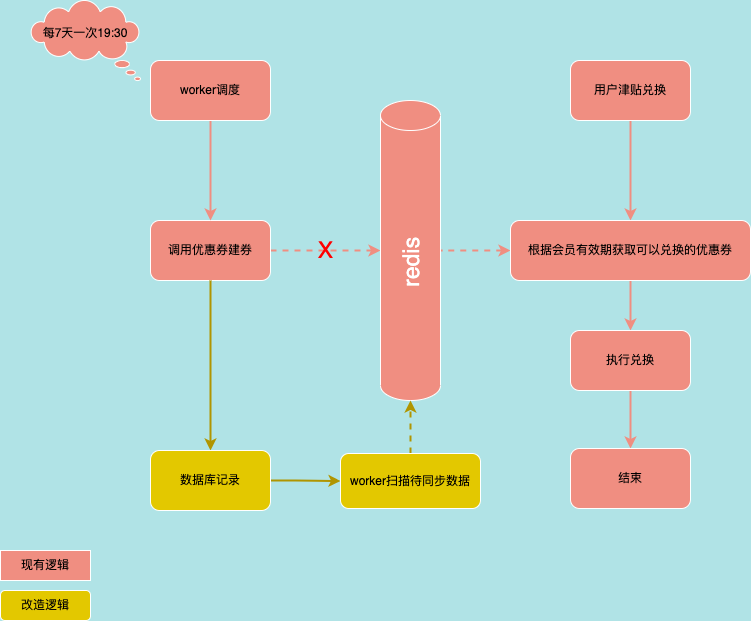 每7天一次19:30
worker调度
用户津贴兑换
调用优惠券建券
X
redis
根据会员有效期获取可以兑换的优惠券
执行兑换
数据库记录
worker扫描待同步数据
结束
现有逻辑
改造逻辑